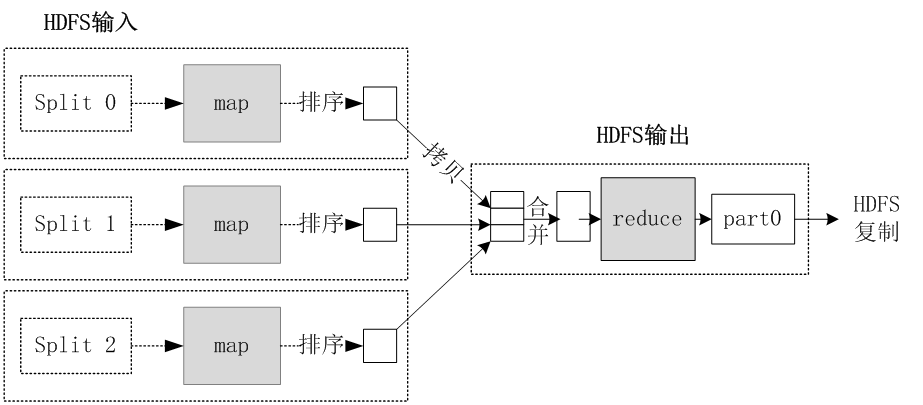 HDFS输入
Split 0
map
排序
拷贝
Split 1
map
排序
Split 2
map
排序
HDFS输出
合并
reduce
part0
HDFS
复制